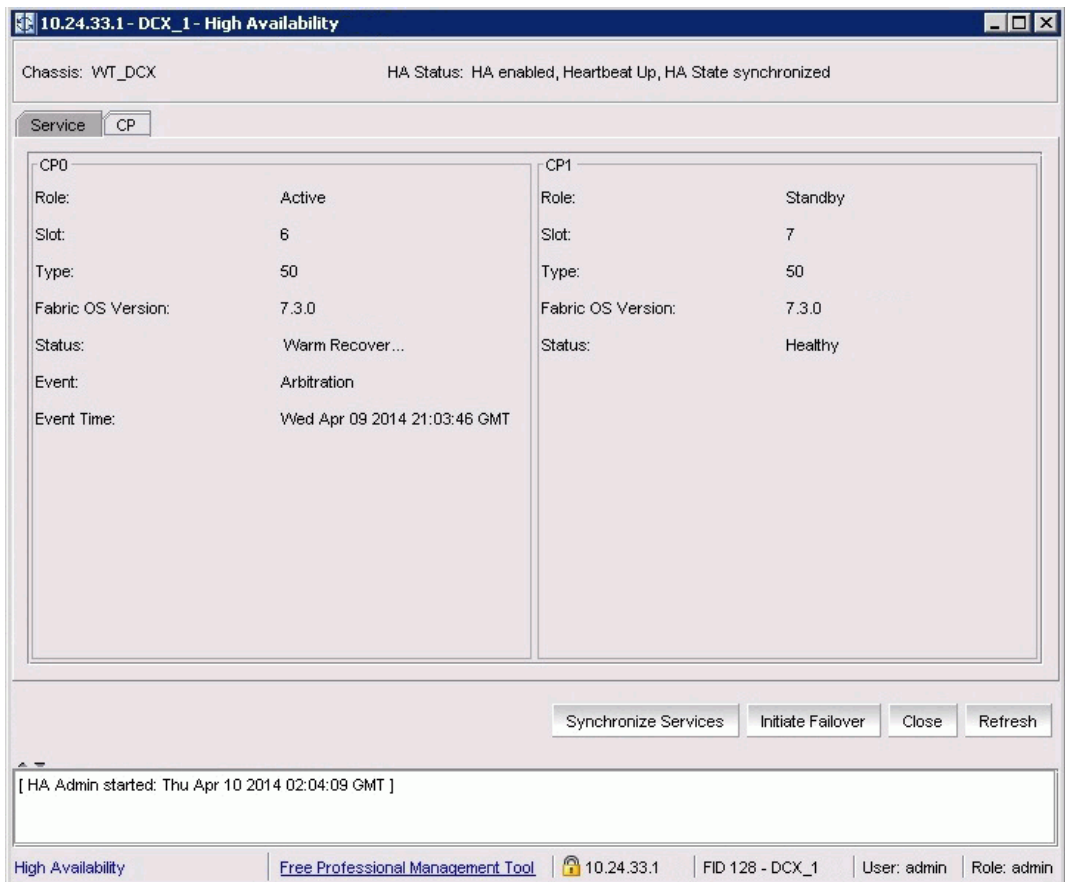 10.24.33.1 - DCX_1 - High Availability
Chassis: WT_DCX HA Status: HA enabled, Heartbeat Up, HA State synchronized
Service CP
CP0
Role: Active
Slot: 6
Type: 50
Fabric OS Version: 7.3.0
Status: Warm Recover...
Event: Arbitration
Event Time: Wed Apr 09 2014 21:03:46 GMT
CP1
Role: Standby
Slot: 7
Type: 50
Fabric OS Version: 7.3.0
Status: Healthy
Synchronize Services Initiate Failover Close Refresh
[ HA Admin started: Thu Apr 10 2014 02:04:09 GMT ]
High Availability Free Professional Management Tool 10.24.33.1 FID 128 - DCX_1 User: admin Role: admin